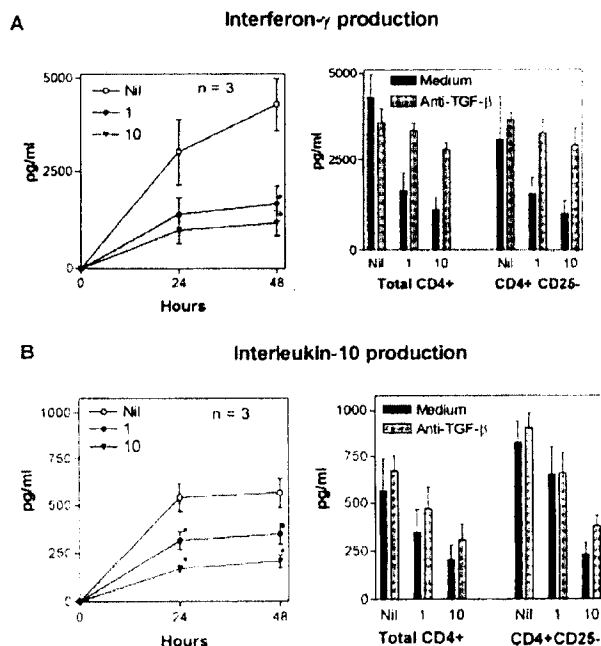 A
Interferon-γ production
5000
2500
0
pg/ml
Nil
1
10
n = 3
0
24
48
Hours
5000
2500
0
pg/ml
Medium
Anti-TGF-β
Nil 1 10 Nil 1 10
Total CD4+ CD4+ CD25-
B
Interleukin-10 production
1000
750
500
250
0
pg/ml
Nil
1
10
n = 3
0
24
48
Hours
1000
750
500
250
0
pg/ml
Medium
Anti-TGF-β
Nil 1 10 Nil 1 10
Total CD4+ CD4+CD25-